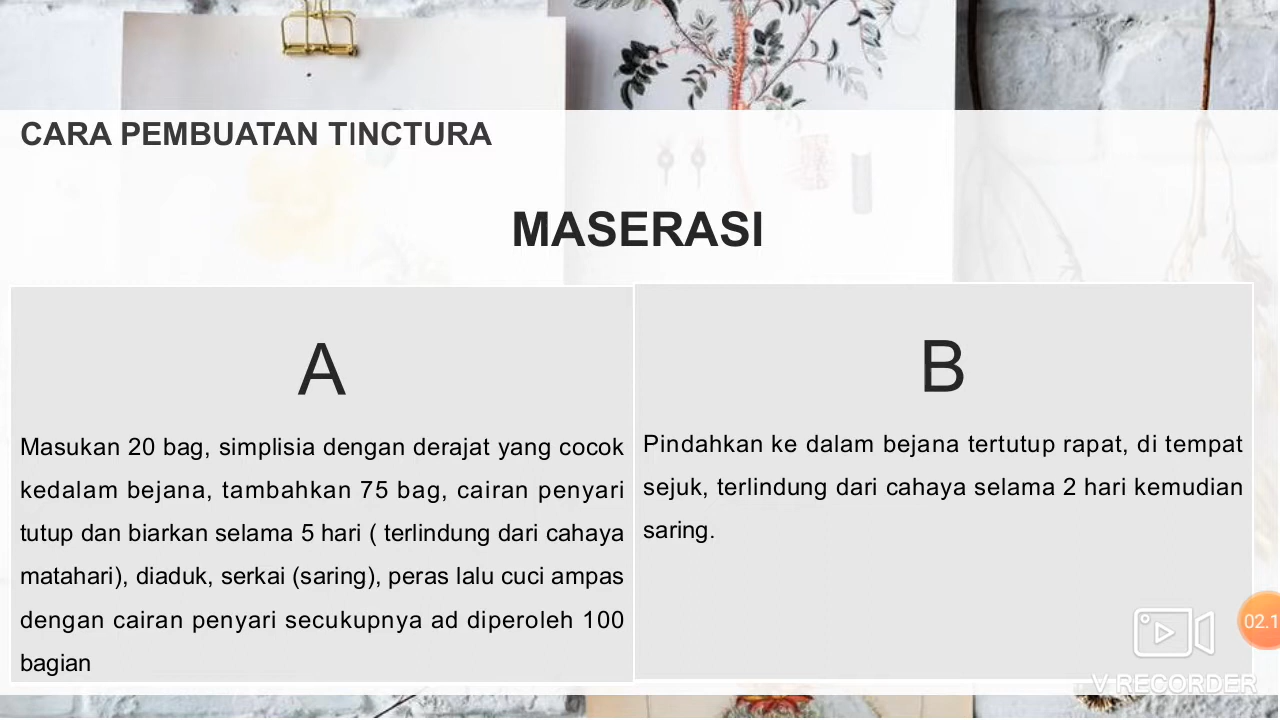 CARA PEMBUATAN TINCTURA
MASERASI
A
Masukan 20 bag, simplisia dengan derajat yang cocok
kedalam bejana, tambahkan 75 bag, cairan penyari
tutup dan biarkan selama 5 hari ( terlindung dari cahaya
matahari), diaduk, serkai (saring), peras lalu cuci ampas
dengan cairan penyari secukupnya ad diperoleh 100
bagian
B
Pindahkan ke dalam bejana tertutup rapat, di tempat
sejuk, terlindung dari cahaya selama 2 hari kemudian
saring.
02.1
V RECORDER